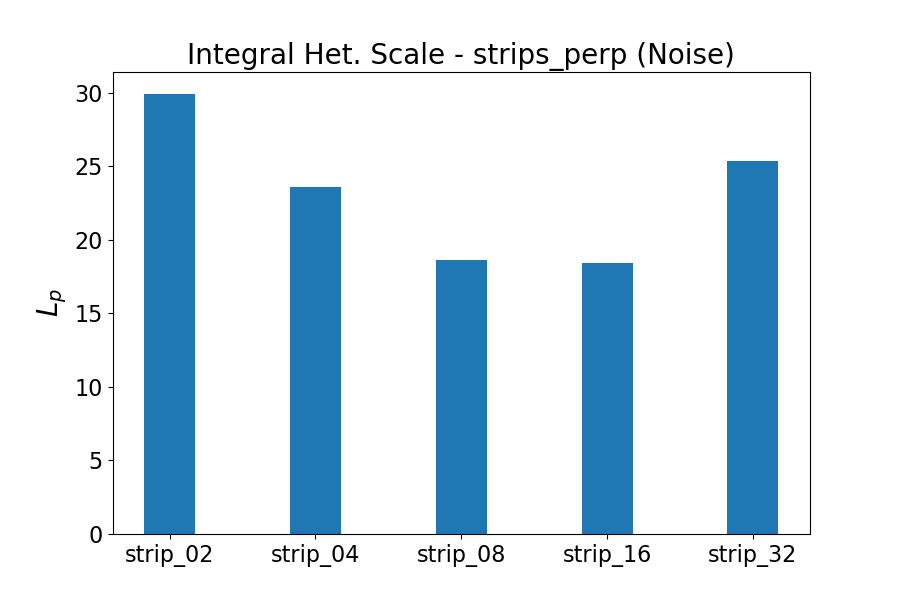 Integral Het. Scale - strips_perp (Noise)
30
25
20
15
10
5
0
L_p
strip_02 strip_04 strip_08 strip_16 strip_32